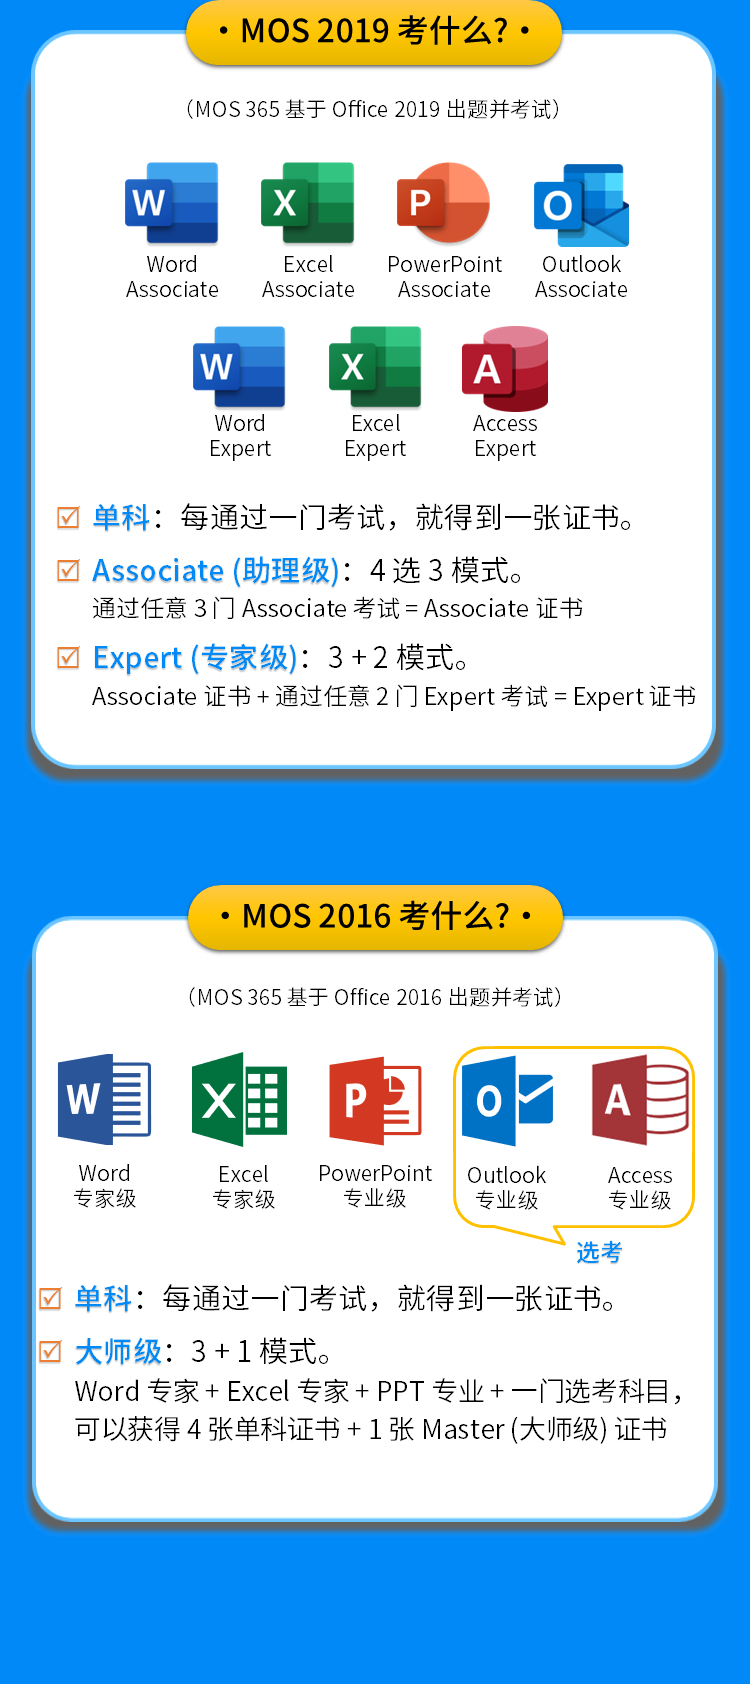 ·MOS 2019 考什么?·
（MOS 365 基于 Office 2019 出题并考试）
W X P O
Word Excel PowerPoint Outlook
Associate Associate Associate Associate
W X A
Word Excel Access
Expert Expert Expert
单科：每通过一门考试，就得到一张证书。
Associate (助理级)：4 选 3 模式。
通过任意 3 门 Associate 考试 = Associate 证书
Expert (专家级)：3 + 2 模式。
Associate 证书 + 通过任意 2 门 Expert 考试 = Expert 证书
·MOS 2016 考什么?·
（MOS 365 基于 Office 2016 出题并考试）
W X P O A
Word Excel PowerPoint Outlook Access
专家级 专家级 专业级 专业级 专业级
选考
单科：每通过一门考试，就得到一张证书。
大师级：3 + 1 模式。
Word 专家 + Excel 专家 + PPT 专业 + 一门选考科目，
可以获得 4 张单科证书 + 1 张 Master (大师级) 证书